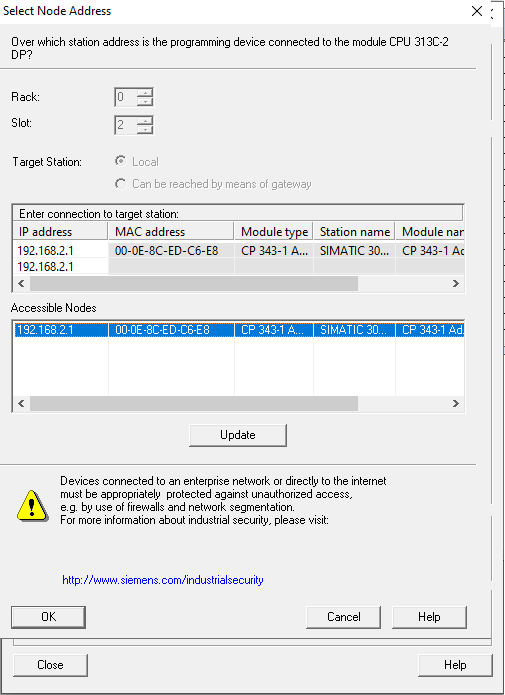 Select Node Address
Over which station address is the programming device connected to the module CPU 313C-2
DP?
Rack: 0
Slot: 2
Target Station: Local
Can be reached by means of gateway
Enter connection to target station:
IP address MAC address Module type Station name Module nam
192.168.2.1 00-0E-8C-ED-C6-E8 CP 343-1 A... SIMATIC 30... CP 343-1 Ad
192.168.2.1
Accessible Nodes
192.168.2.1 00-0E-8C-ED-C6-E8 CP 343-1 A... SIMATIC 30... CP 343-1 Ad
Update
Devices connected to an enterprise network or directly to the internet
must be appropriately protected against unauthorized access,
e.g. by use of firewalls and network segmentation.
For more information about industrial security, please visit:
http://www.siemens.com/industrialsecurity
OK Cancel Help
Close Help